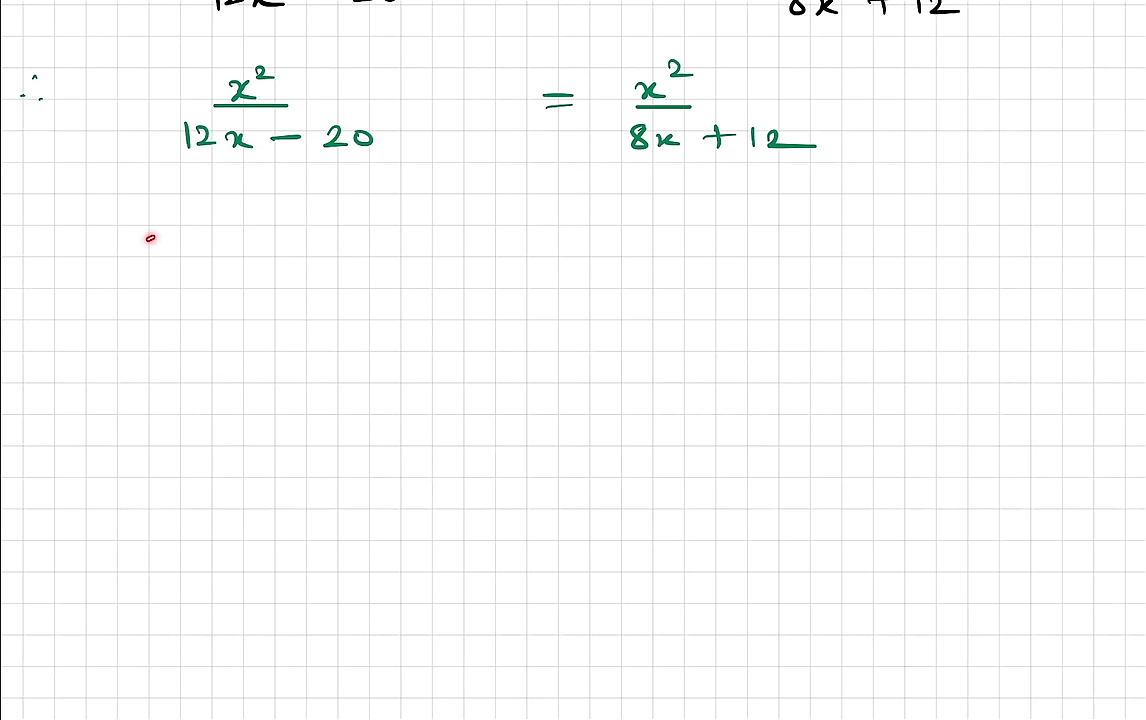 ∴ x² / 12x − 20 = x² / 8x + 12